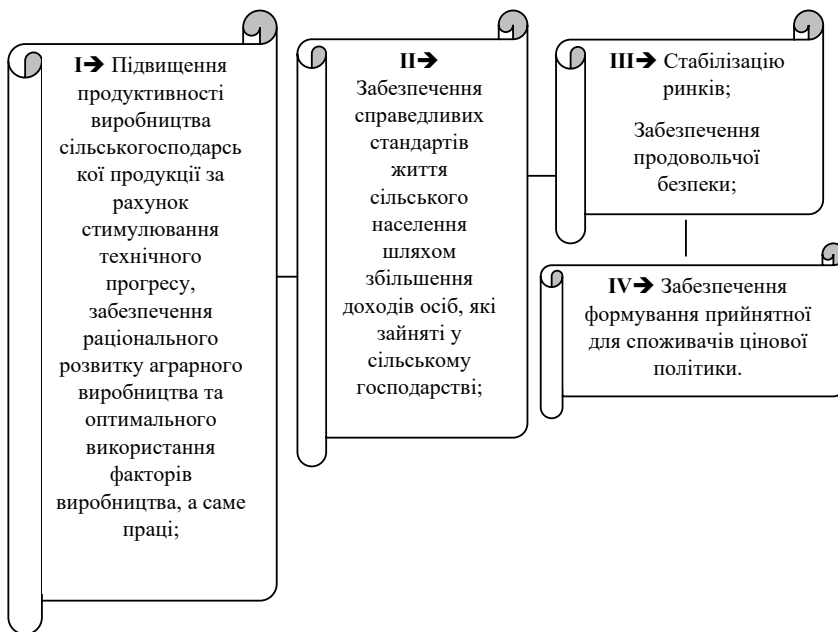 I➔ Підвищення
продуктивності
виробництва
сільськогосподарсь
кої продукції за
рахунок
стимулювання
технічного
прогресу,
забезпечення
раціонального
розвитку аграрного
виробництва та
оптимального
використання
факторів
виробництва, а саме
праці;
II➔
Забезпечення
справедливих
стандартів
життя
сільського
населення
шляхом
збільшення
доходів осіб, які
зайняті у
сільському
господарстві;
III➔ Стабілізацію
ринків;
Забезпечення
продовольчої
безпеки;
IV➔ Забезпечення
формування прийнятної
для споживачів цінової
політики.